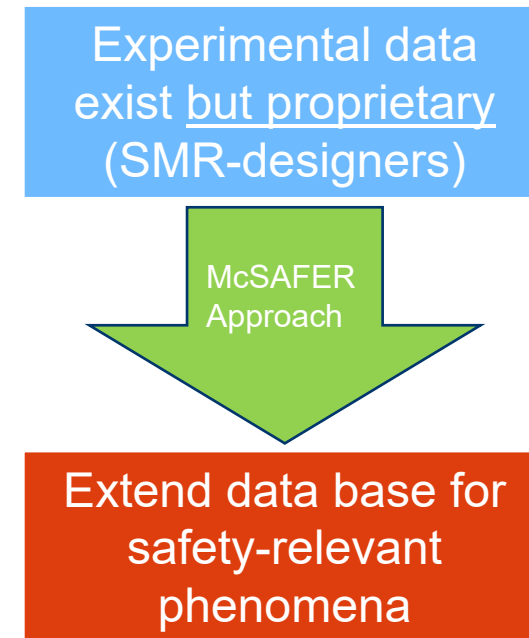 Experimental data
exist but proprietary
(SMR-designers)
McSAFER
Approach
Extend data base for
safety-relevant
phenomena